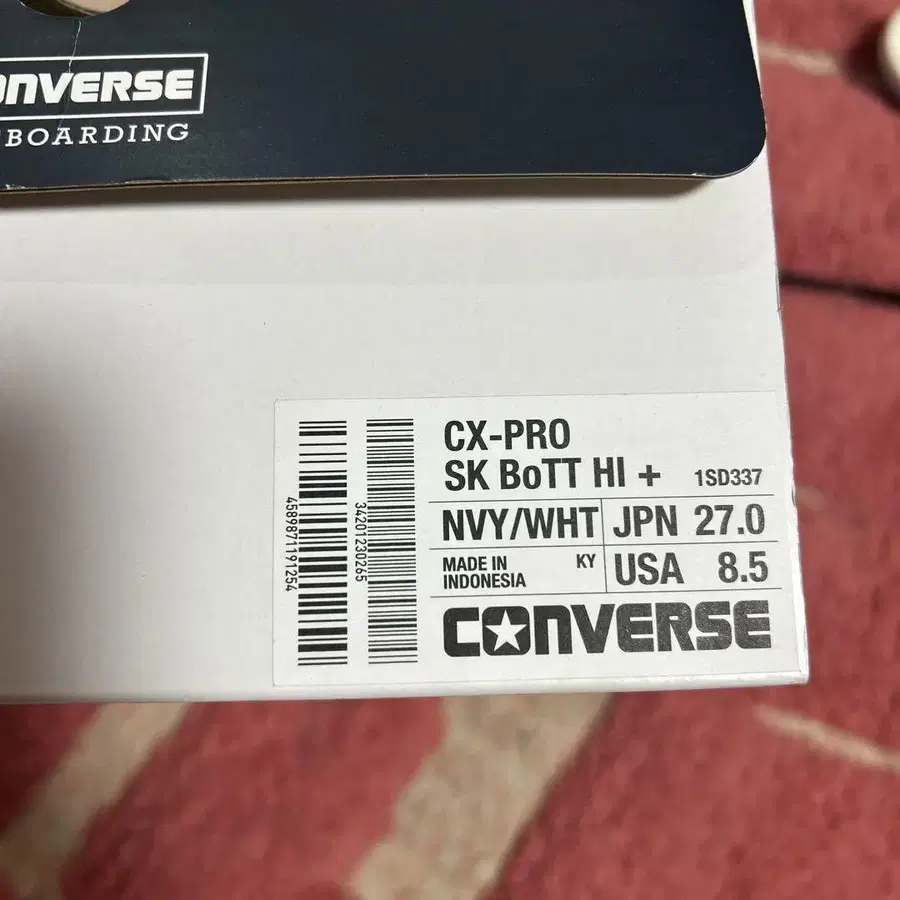 CONVERSE
BOARDING
CX-PRO
SK BoTT HI + 1SD337
NVY/WHT JPN 27.0
MADE IN INDONESIA KY USA 8.5
CONVERSE
4589871191254
34201230265